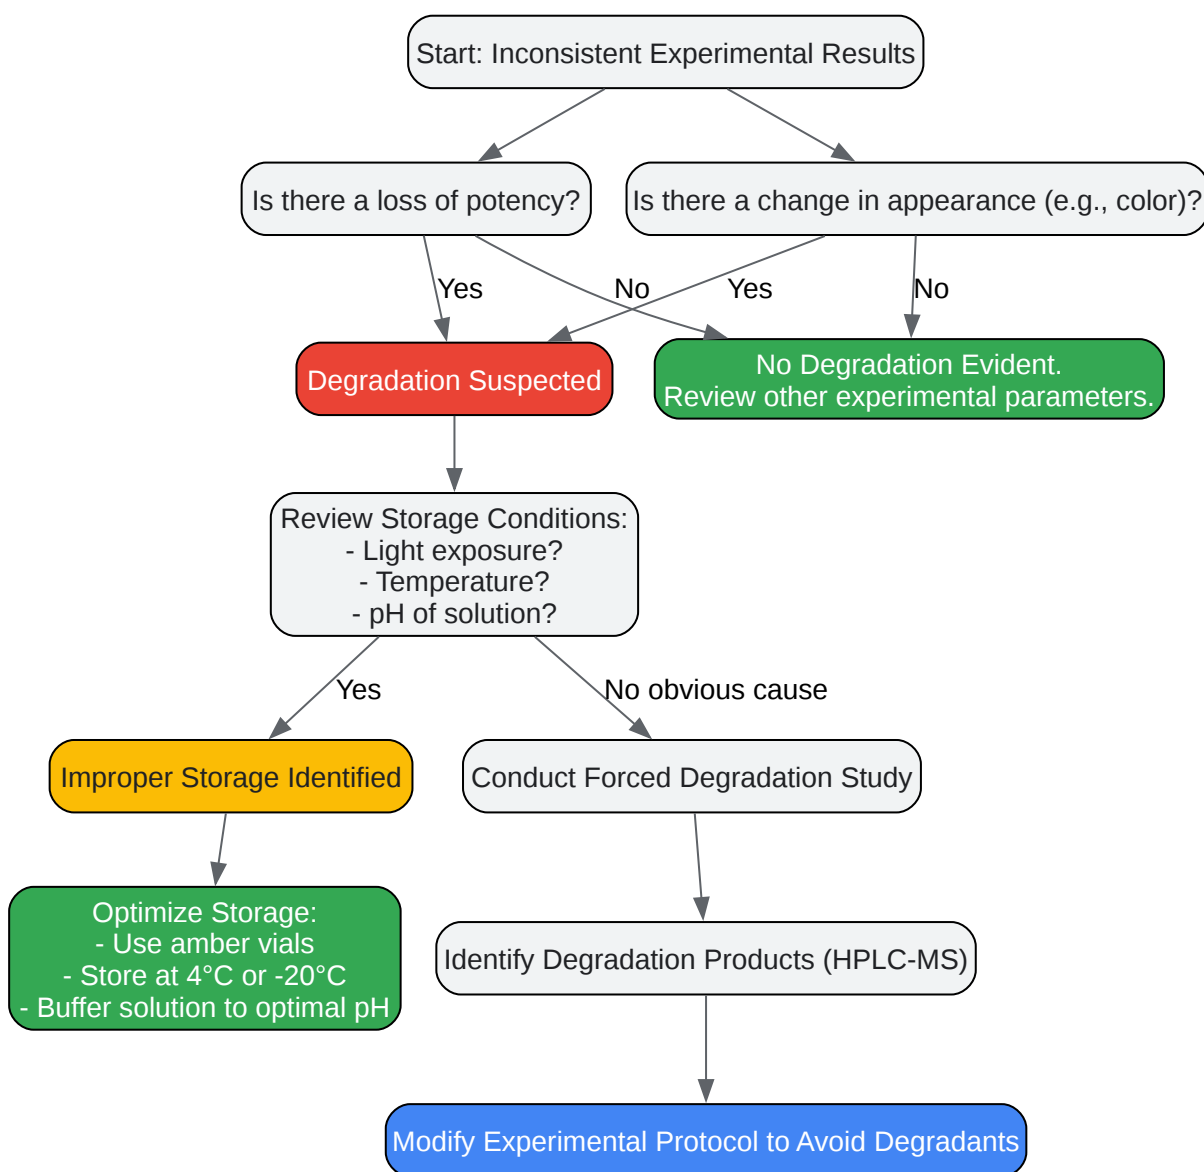 Start: Inconsistent Experimental Results
Is there a loss of potency?
Is there a change in appearance (e.g., color)?
Yes
No
Yes
No
Degradation Suspected
No Degradation Evident.
Review other experimental parameters.
Review Storage Conditions:
- Light exposure?
- Temperature?
- pH of solution?
Yes
No obvious cause
Improper Storage Identified
Conduct Forced Degradation Study
Optimize Storage:
- Use amber vials
- Store at 4°C or -20°C
- Buffer solution to optimal pH
Identify Degradation Products (HPLC-MS)
Modify Experimental Protocol to Avoid Degradants